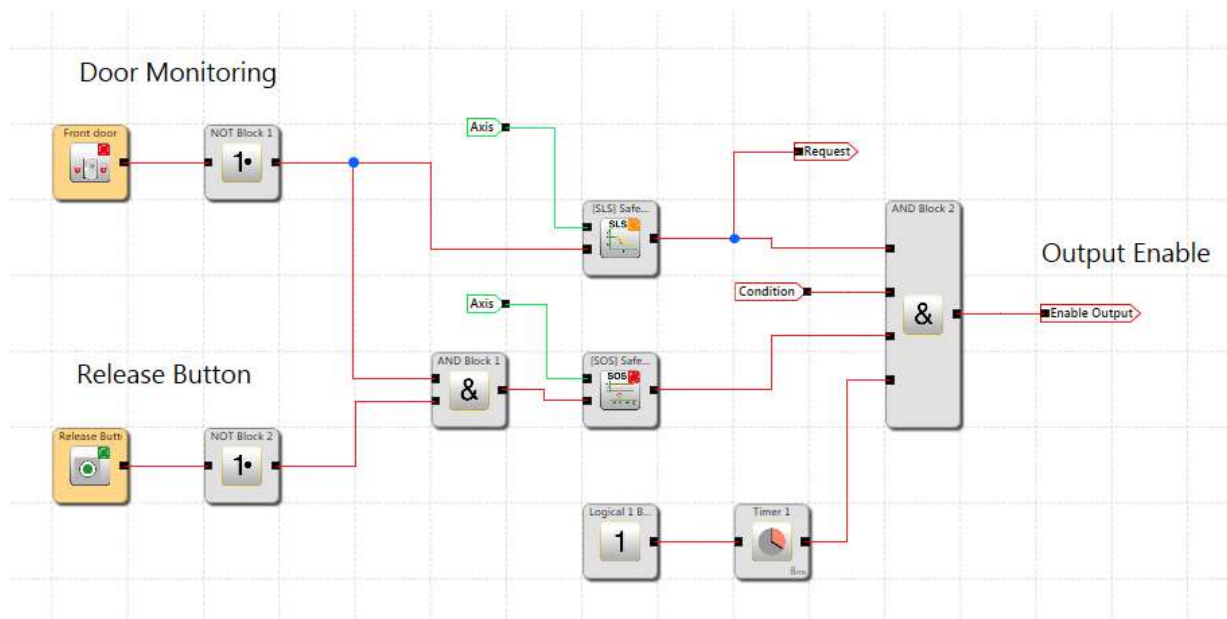 Door Monitoring
Front door
NOT Block 1
1
Axis
Request
[SLS] Safe...
SLS
AND Block 2
Output Enable
Condition
Axis
&
Enable Output
Release Button
AND Block 1
&
[SOS] Safe...
SOS
Release Butt
NOT Block 2
1
Logical 1 B...
1
Timer 1
8ms